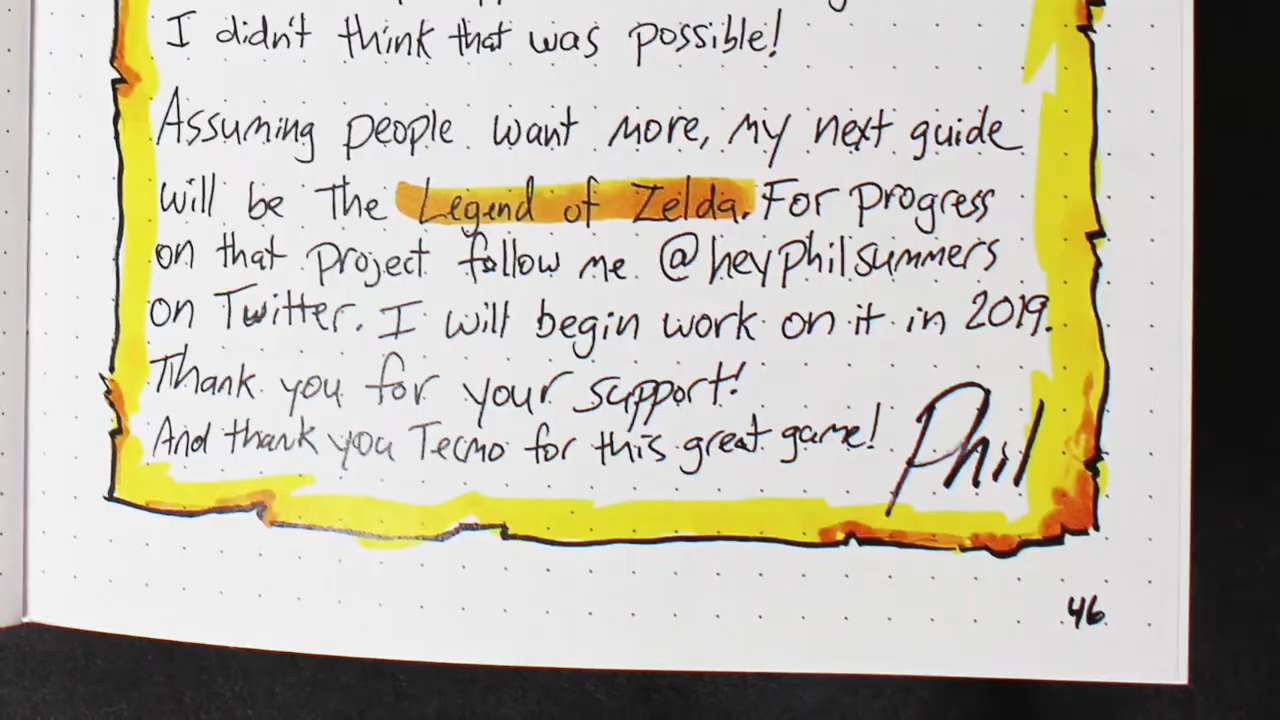 I didn't think that was possible!
Assuming people want more, my next guide
will be the Legend of Zelda. For progress
on that project follow me @heyphilsummers
on Twitter. I will begin work on it in 2019.
Thank you for your support!
And thank you Tecmo for this great game!
Phil
46